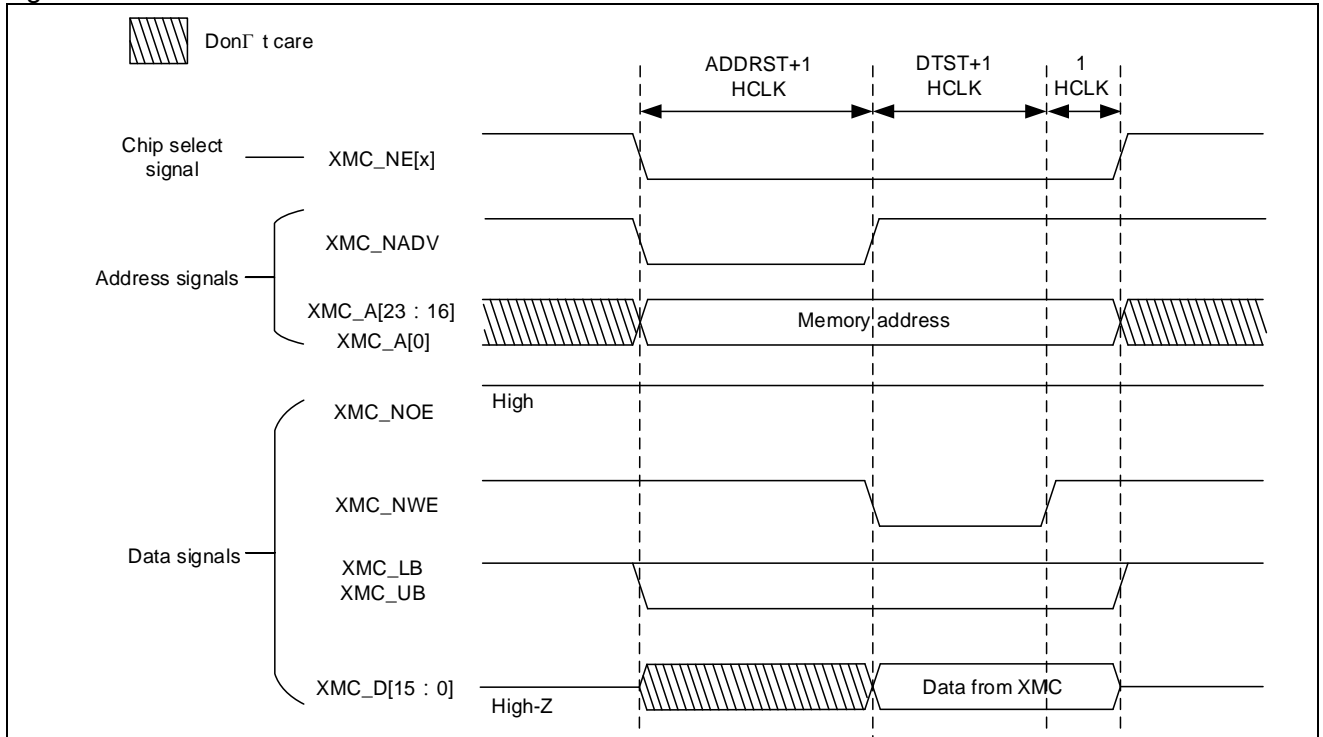 DonΓ t care
ADDRST+1
HCLK
DTST+1
HCLK
1
HCLK
Chip select
signal
XMC_NE[x]
XMC_NADV
Address signals
XMC_A[23 : 16]
XMC_A[0]
Memory address
High
XMC_NOE
XMC_NWE
Data signals
XMC_LB
XMC_UB
XMC_D[15 : 0]
High-Z
Data from XMC